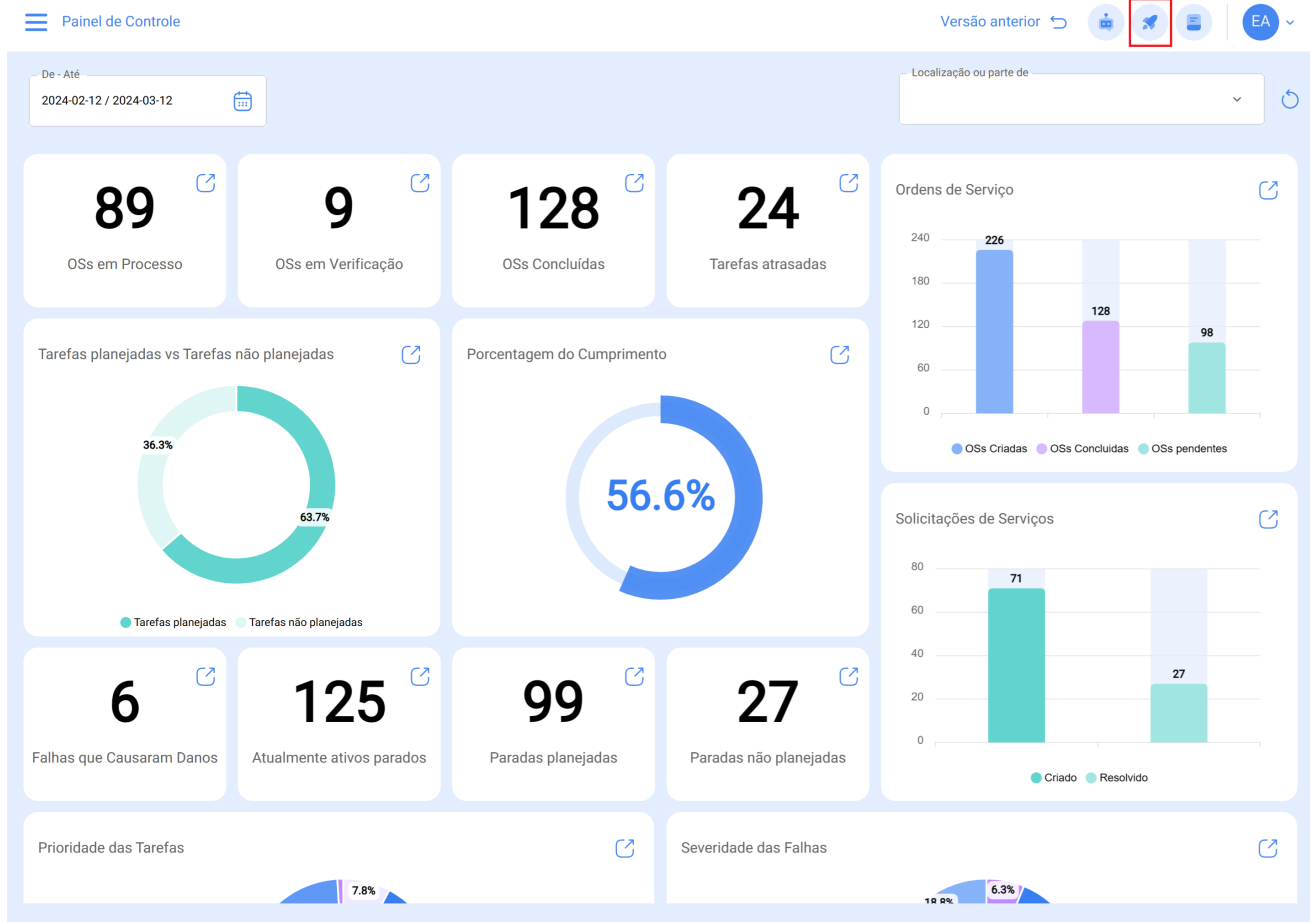 Painel de Controle
Versão anterior
EA
De - Até
2024-02-12 / 2024-03-12
Localização ou parte de
89
OSs em Processo
9
OSs em Verificação
128
OSs Concluídas
24
Tarefas atrasadas
Ordens de Serviço
240
180
120
60
0
226
128
98
OSs Criadas
OSs Concluidas
OSs pendentes
Tarefas planejadas vs Tarefas não planejadas
36.3%
63.7%
Tarefas planejadas
Tarefas não planejadas
Porcentagem do Cumprimento
56.6%
Solicitações de Serviços
80
60
40
20
0
71
27
Criado
Resolvido
6
Falhas que Causaram Danos
125
Atualmente ativos parados
99
Paradas planejadas
27
Paradas não planejadas
Prioridade das Tarefas
7.8%
Severidade das Falhas
18.8%
6.3%